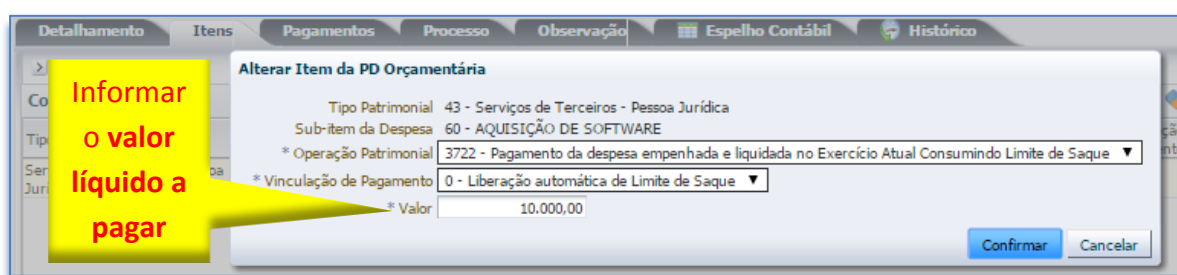 Detalhamento Itens Pagamentos Processo Observação Espelho Contábil Histórico
Alterar Item da PD Orçamentária
Informar
o valor
líquido a
pagar
Tipo Patrimonial 43 - Serviços de Terceiros - Pessoa Jurídica
Sub-item da Despesa 60 - AQUISIÇÃO DE SOFTWARE
* Operação Patrimonial 3722 - Pagamento da despesa empenhada e liquidada no Exercício Atual Consumindo Limite de Saque ▼
* Vinculação de Pagamento 0 - Liberação automática de Limite de Saque ▼
* Valor 10.000,00
Confirmar Cancelar